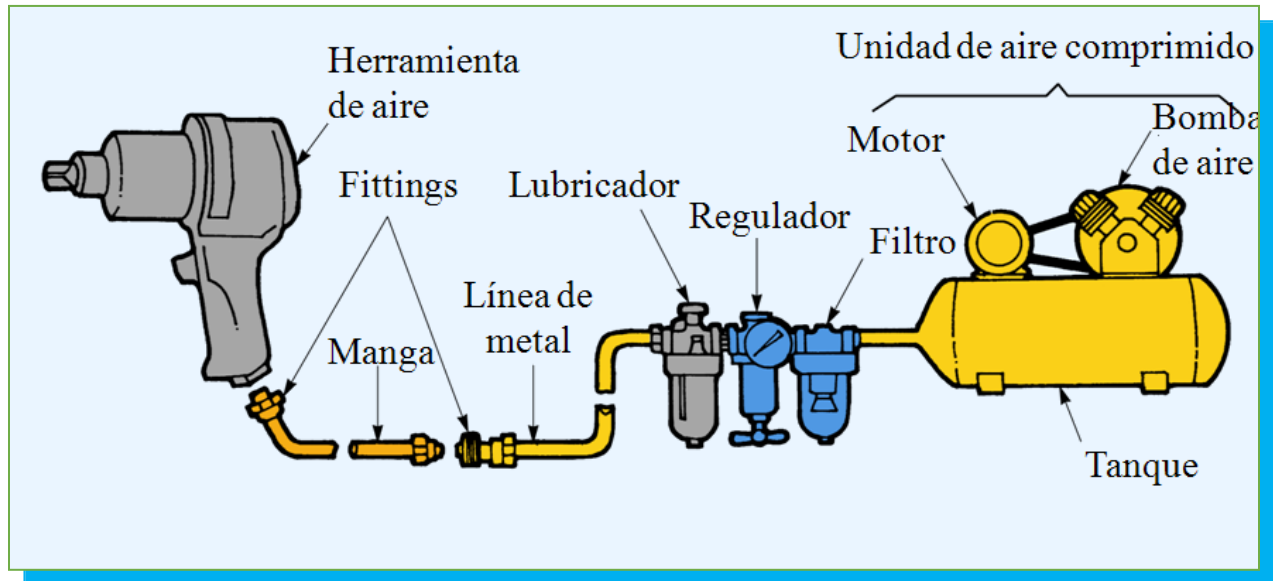 Unidad de aire comprimido
Herramienta
de aire
Bomba
de aire
Motor
Fittings
Lubricador
Regulador
Filtro
Línea de
metal
Manga
Tanque